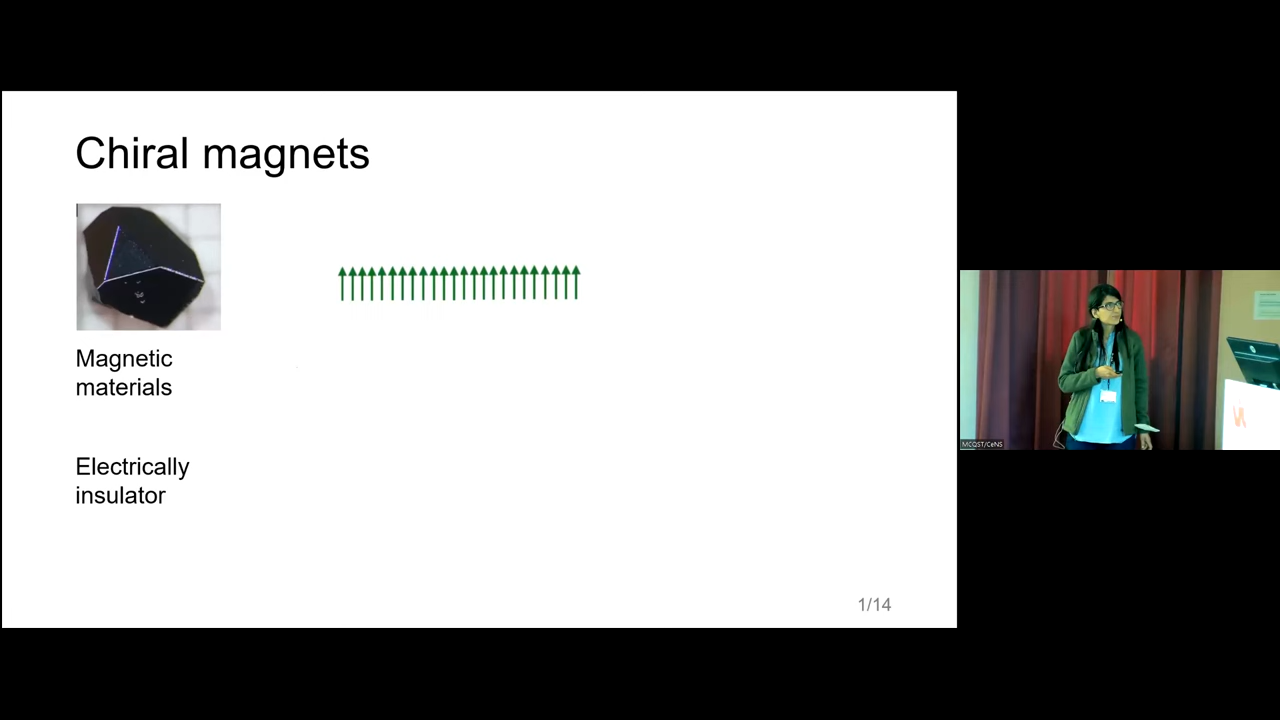 Chiral magnets
Magnetic
materials
Electrically
insulator
1/14
MCQST/CeNS